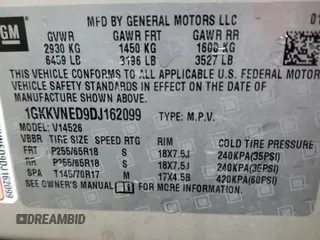 GM
MFD BY GENERAL MOTORS LLC 01
GVWR GAWR FRT GAWR RR
2930 KG 1450 KG 1600 KG
6459 LB 3196 LB 3527 LB
THIS VEHICLE CONFORMS TO ALL APPLICABLE U.S. FEDERAL MOTOR
VEHICLE SAFETY STANDARDS IN EFFECT ON THE DATE OF MANUFACTURE
1GKKVNED9DJ162099 TYPE: M.P.V.
MODEL: V14526
VBBR TIRE SIZE SPEED RTG RIM COLD TIRE PRESSURE
FRT P255/65R18 S 18X7.5J 240KPA(35PSI)
RR P255/65R18 S 18X7.5J 240KPA(35PSI)
SPA T145/70R17 M 17X4.5B 420KPA(60PSI)
SEE OWNER'S MANUAL FOR ADDITIONAL INFORMATION
DREAMBID